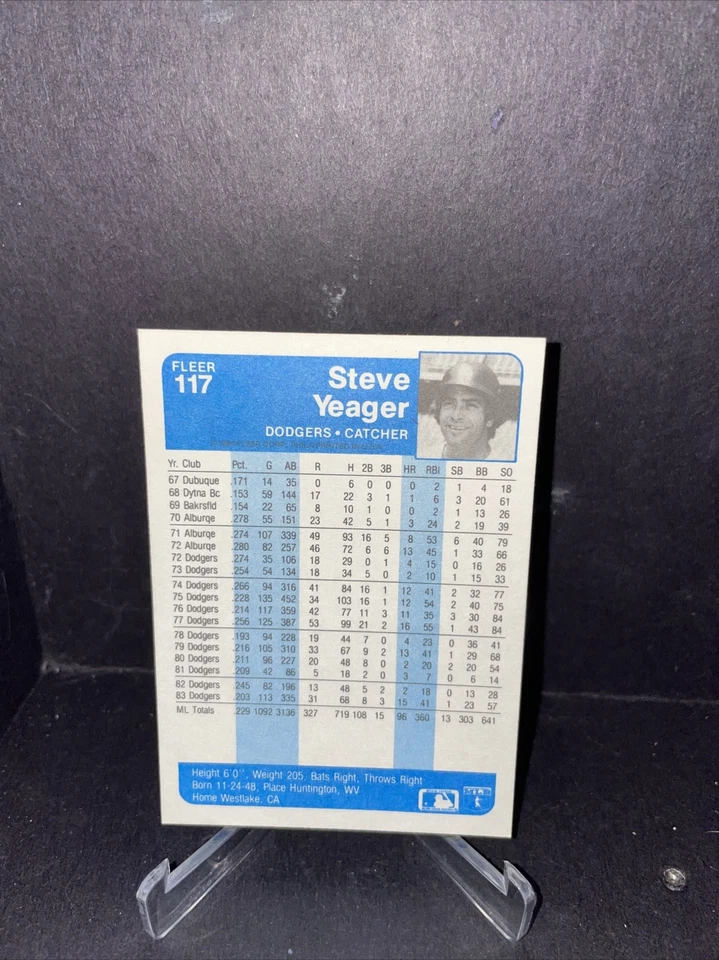 FLEER
117
Steve
Yeager
DODGERS • CATCHER
Yr. Club Pct. G AB R H 2B 3B HR RBI SB BB SO
67 Dubuque .171 14 35 0 6 0 0 0 2 1 4 18
68 Dytna Bc .153 59 144 17 22 3 1 1 6 3 20 61
69 Bakrsfld .154 22 65 8 10 1 0 0 2 1 13 26
70 Alburqe .278 55 151 23 42 5 1 3 24 2 19 39
71 Alburqe .274 107 339 49 93 16 5 8 53 6 40 79
72 Alburqe .280 82 257 46 72 6 6 13 45 1 33 66
72 Dodgers .274 35 106 18 29 0 1 4 15 0 16 26
73 Dodgers .254 54 134 18 34 5 0 2 10 1 15 33
74 Dodgers .266 94 316 41 84 16 1 12 41 2 32 77
75 Dodgers .228 135 452 34 103 16 1 12 54 2 40 75
76 Dodgers .214 117 359 42 77 11 3 11 35 3 30 84
77 Dodgers .256 125 387 53 99 21 2 16 55 1 43 84
78 Dodgers .193 94 228 19 44 7 0 4 23 0 36 41
79 Dodgers .216 105 310 33 67 9 2 13 41 1 29 68
80 Dodgers .211 96 227 20 48 8 0 2 20 2 20 54
81 Dodgers .209 42 86 5 18 2 0 3 7 0 6 14
82 Dodgers .245 82 196 13 48 5 2 2 18 0 13 28
83 Dodgers .203 113 335 31 68 8 3 15 41 1 23 57
ML Totals .229 1092 3136 327 719 108 15 96 360 13 303 641
Height 6'0", Weight 205, Bats Right, Throws Right
Born 11-24-48, Place Huntington, WV
Home Westlake, CA